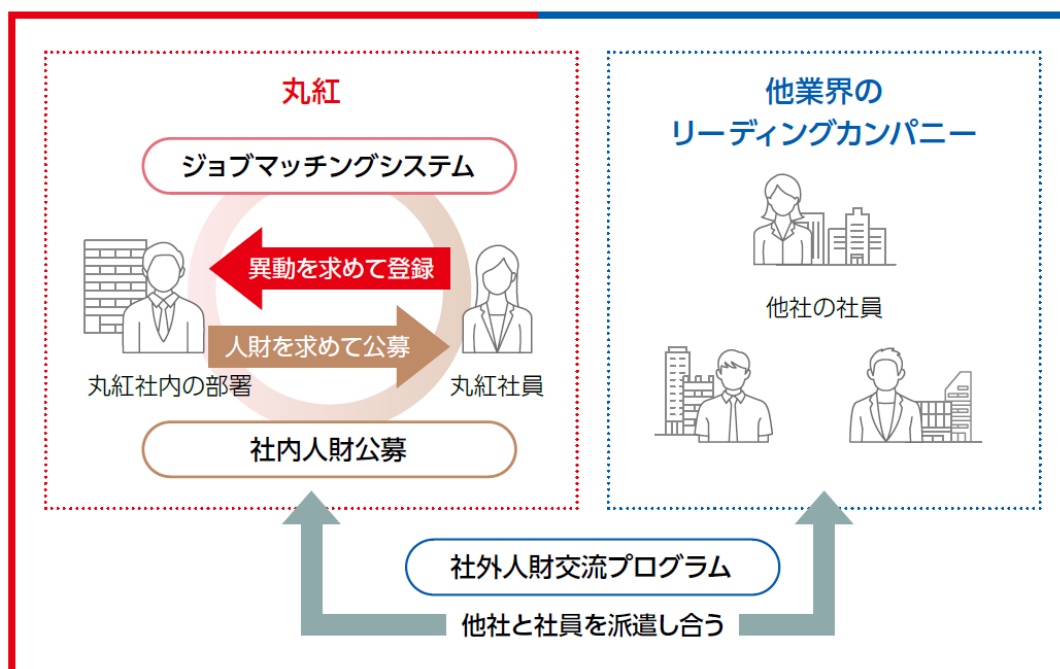 丸紅
ジョブマッチングシステム
異動を求めて登録
人財を求めて公募
丸紅社内の部署
丸紅社員
社内人財公募
他業界の
リーディングカンパニー
他社の社員
社外人財交流プログラム
他社と社員を派遣し合う